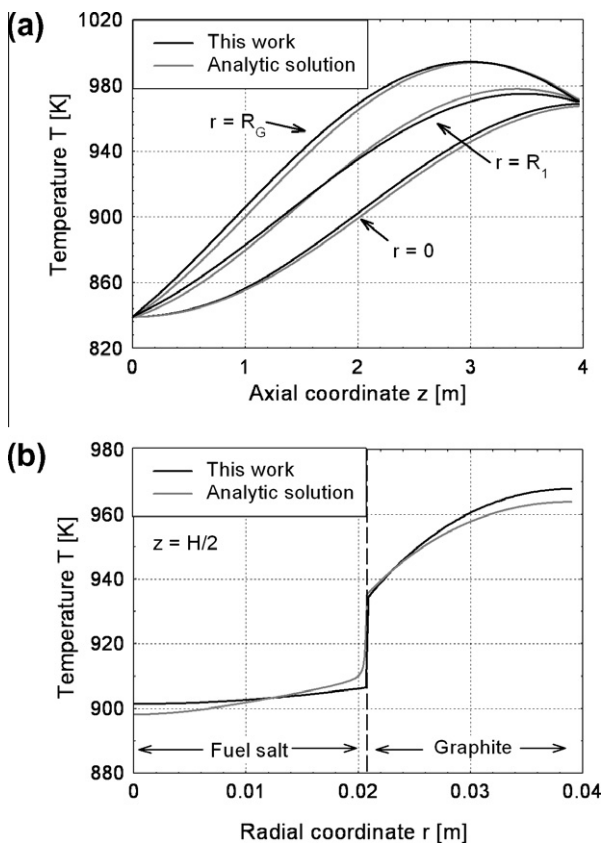 (a)
1020
980
940
900
860
820
Temperature T [K]
This work
Analytic solution
r = R_G
r = R_1
r = 0
0
1
2
3
4
Axial coordinate z [m]
(b)
980
960
940
920
900
880
Temperature T [K]
This work
Analytic solution
z = H/2
Fuel salt
Graphite
0
0.01
0.02
0.03
0.04
Radial coordinate r [m]